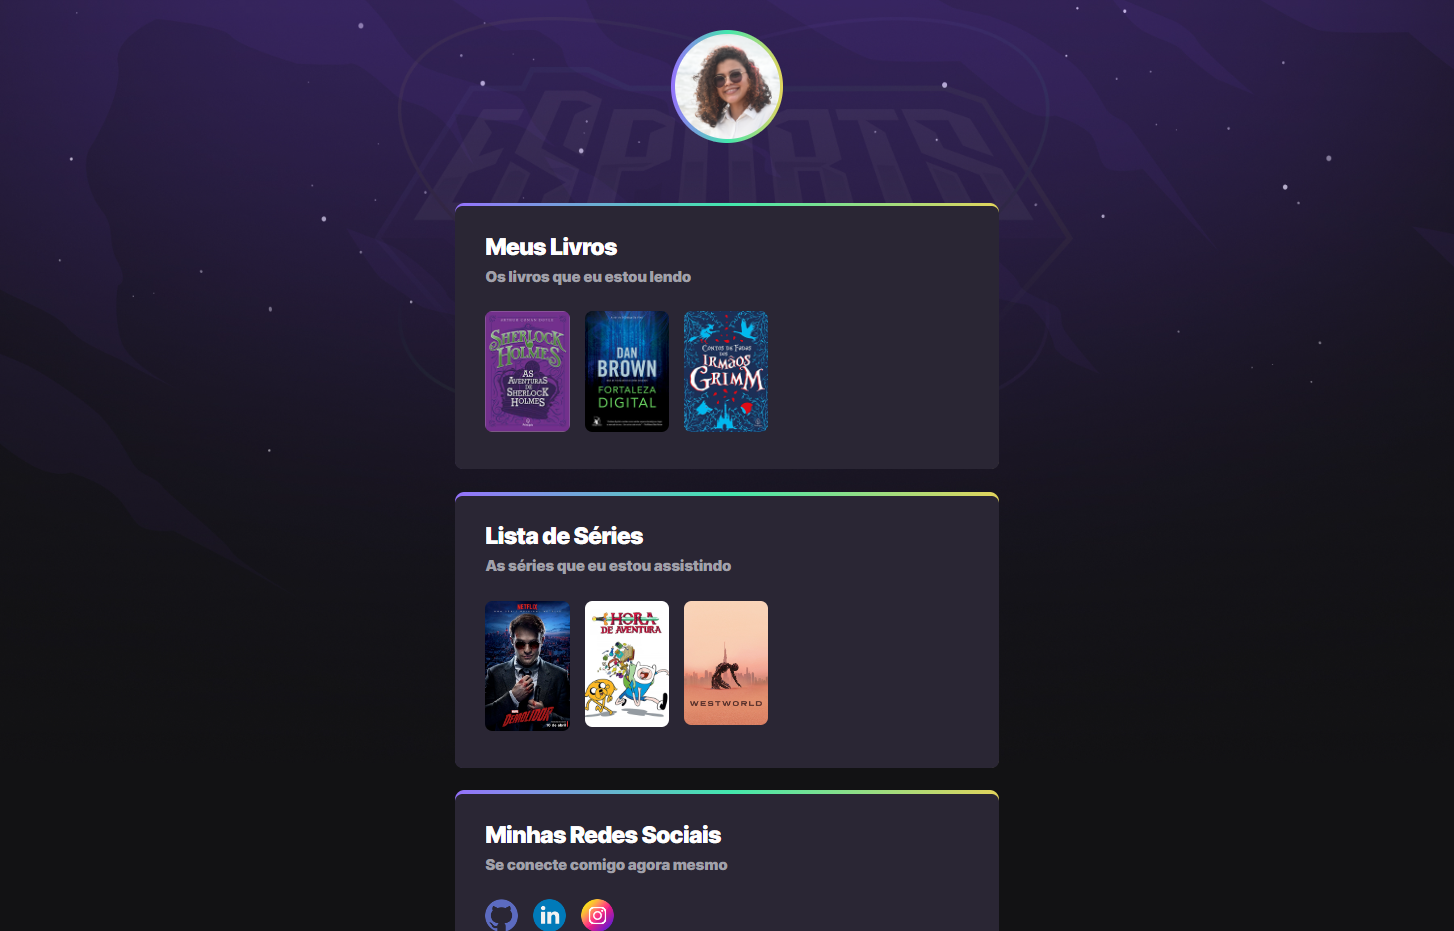 ESPORTS
Meus Livros
Os livros que eu estou lendo
ARTHUR CONAN DOYLE
SHERLOCK
HOLMES
AS
AVENTURAS
DE
SHERLOCK
HOLMES
DAN
BROWN
FORTALEZA
DIGITAL
CONTOS DE FADAS
DOS
IRMÃOS
GRIMM
Lista de Séries
As séries que eu estou assistindo
NETFLIX
MARVEL
DEMOLIDOR
10 de abril
HORA
DE AVENTURA
WESTWORLD
Minhas Redes Sociais
Se conecte comigo agora mesmo
in